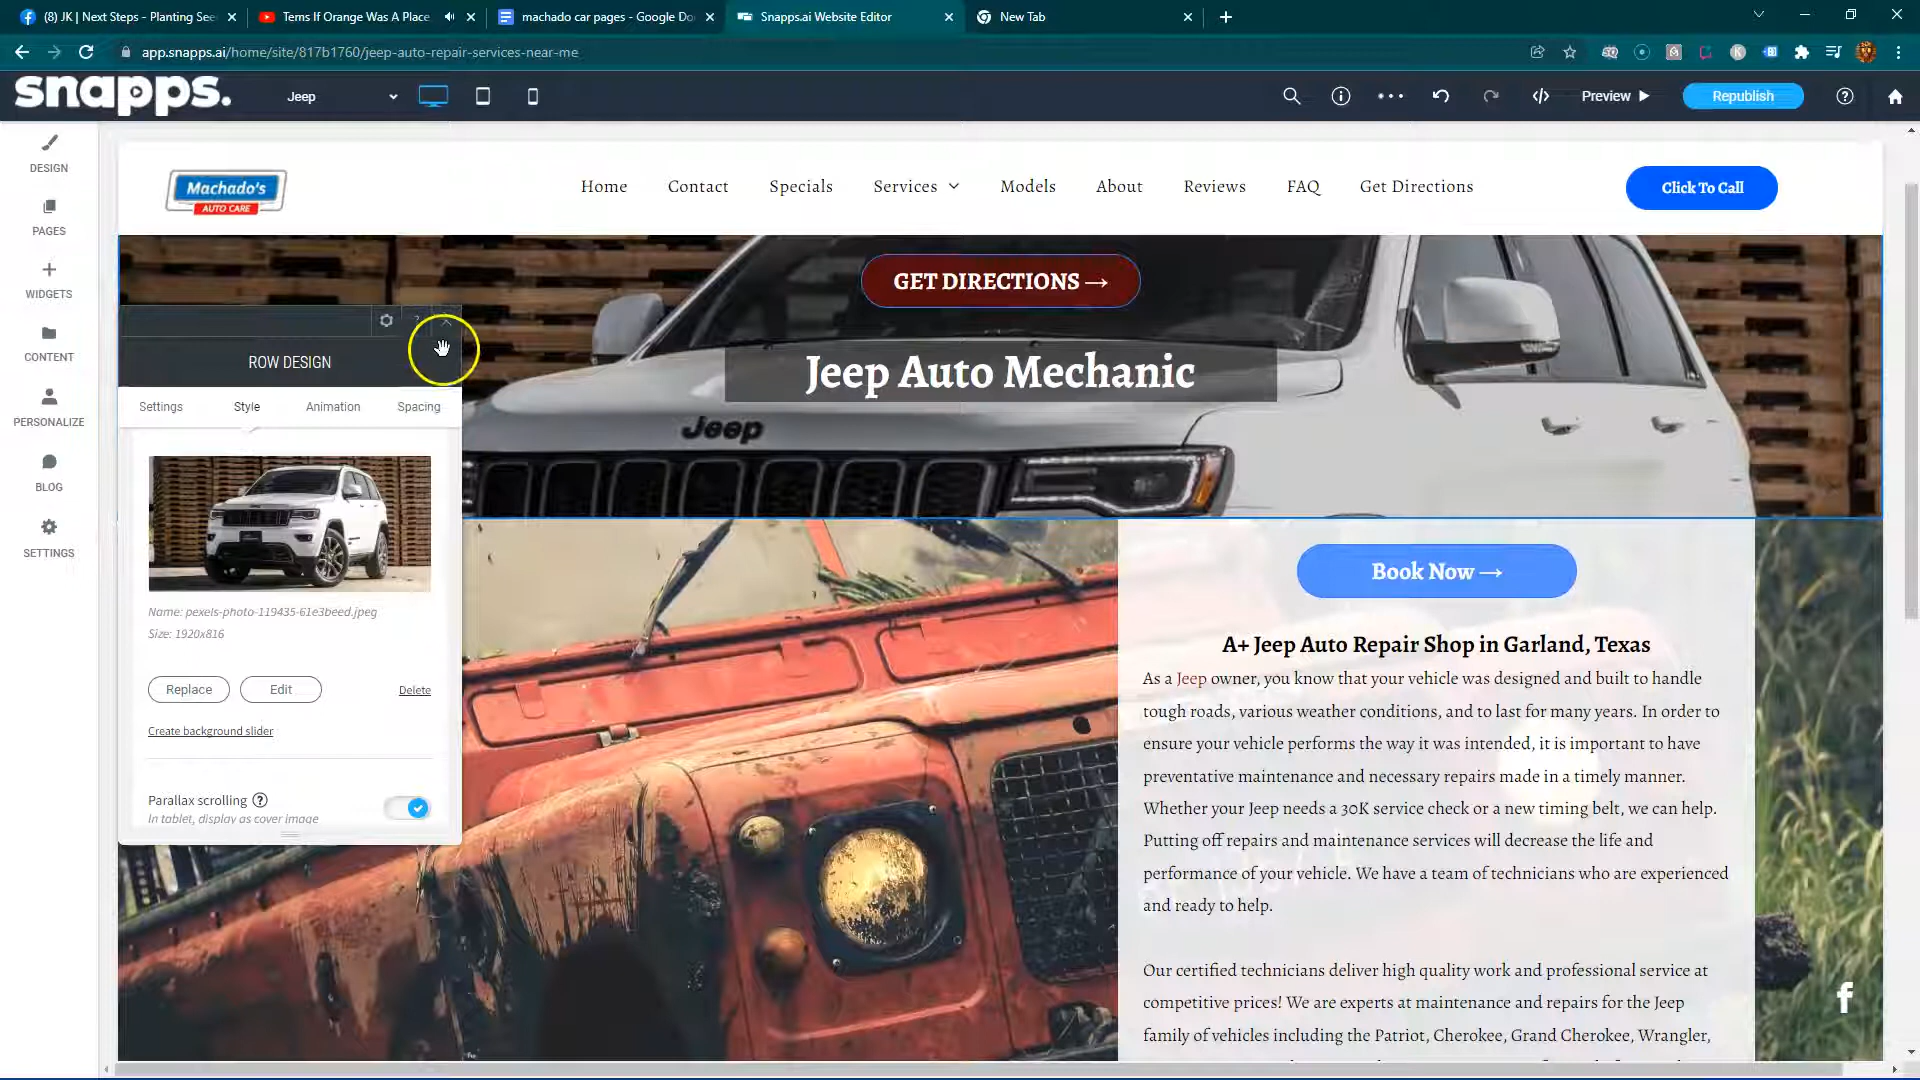 (8) JK | Next Steps - Planting See
Tems If Orange Was A Place
machado car pages - Google Do
Snapps.ai Website Editor
New Tab
app.snapps.ai/home/site/817b1760/jeep-auto-repair-services-near-me
snapps.
Jeep
Preview
Republish
DESIGN
PAGES
WIDGETS
CONTENT
PERSONALIZE
BLOG
SETTINGS
Machado's
AUTO CARE
Home
Contact
Specials
Services
Models
About
Reviews
FAQ
Get Directions
Click To Call
GET DIRECTIONS →
Jeep Auto Mechanic
Jeep
ROW DESIGN
Settings
Style
Animation
Spacing
Name: pexels-photo-119435-61e3beed.jpeg
Size: 1920x816
Replace
Edit
Delete
Create background slider
Parallax scrolling ?
In tablet, display as cover image
Book Now →
A+ Jeep Auto Repair Shop in Garland, Texas
As a Jeep owner, you know that your vehicle was designed and built to handle
tough roads, various weather conditions, and to last for many years. In order to
ensure your vehicle performs the way it was intended, it is important to have
preventative maintenance and necessary repairs made in a timely manner.
Whether your Jeep needs a 30K service check or a new timing belt, we can help.
Putting off repairs and maintenance services will decrease the life and
performance of your vehicle. We have a team of technicians who are experienced
and ready to help.
Our certified technicians deliver high quality work and professional service at
competitive prices! We are experts at maintenance and repairs for the Jeep
family of vehicles including the Patriot, Cherokee, Grand Cherokee, Wrangler,